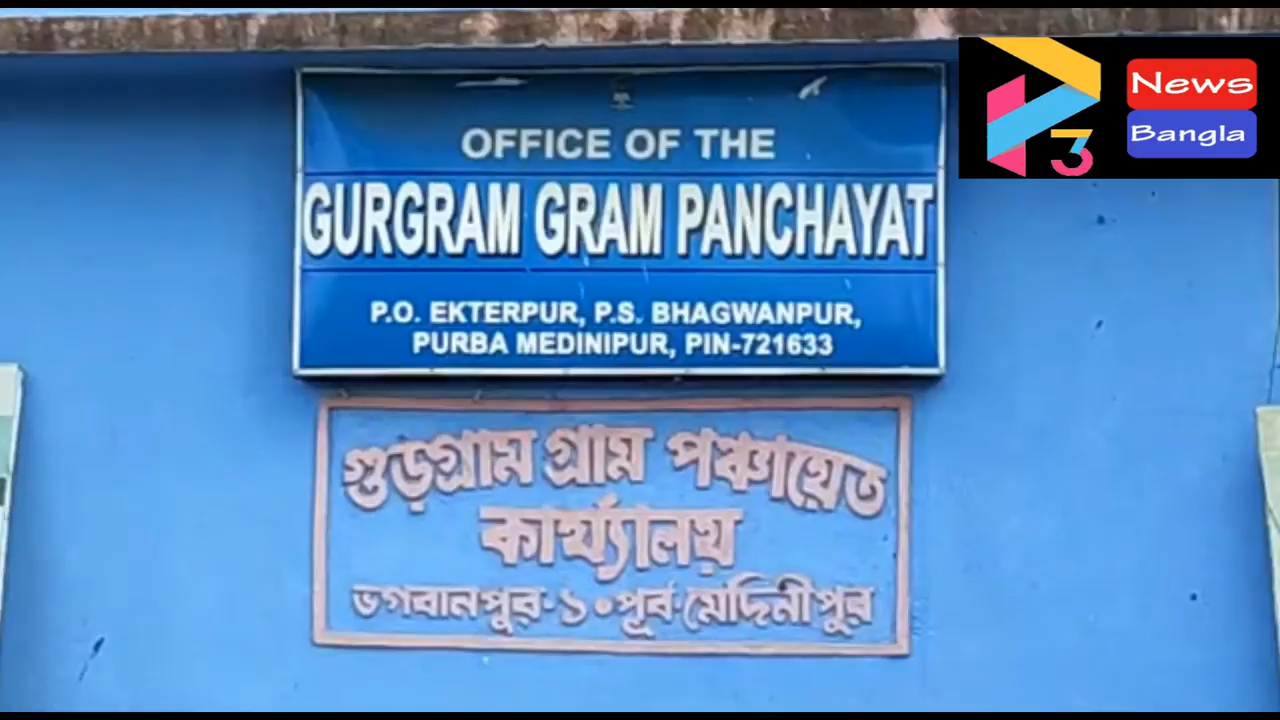 OFFICE OF THE
GURGRAM GRAM PANCHAYAT
P.O. EKTERPUR, P.S. BHAGWANPUR,
PURBA MEDINIPUR, PIN-721633
গুড়গ্রাম গ্রাম পঞ্চায়েত
কার্য্যালয়
ভগবানপুর-১•পূর্ব-মেদিনীপুর
3
News
Bangla